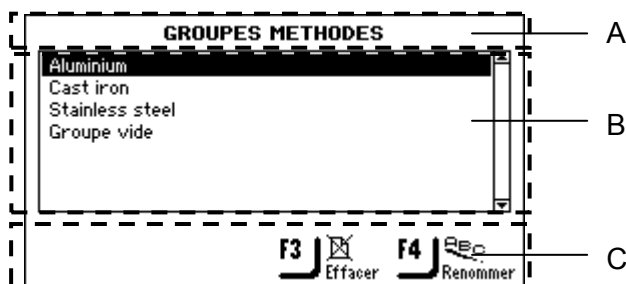 GROUPES METHODES
A
Aluminium
Cast iron
Stainless steel
Groupe vide
B
F3 Effacer
F4 ABC Renommer
C